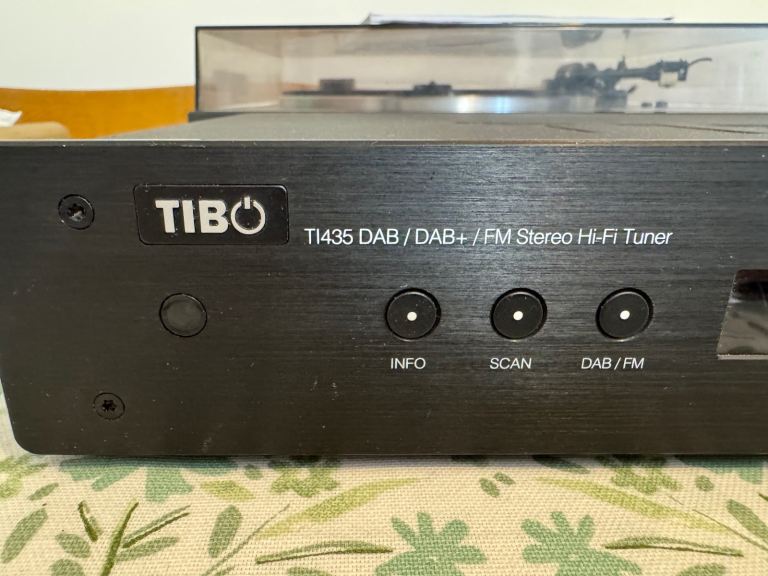 TIBO
TI435 DAB / DAB+ / FM Stereo Hi-Fi Tuner
INFO
SCAN
DAB / FM